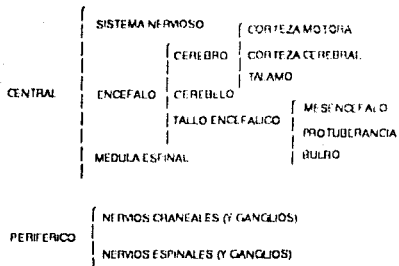 SISTEMA NERMOSO
CORTEZA MOTORA
CEREBRO
CORTEZA CEREBRAL
TALAMO
CENTRAL
ENCEFALO
CEREBELO
MESENCEFALO
TALLO ENCEFALICO
PROTUBERANCIA
MEDULA ESPINAL
BULBO
NERVIOS CRANEALES (Y GANGLIOS)
PERIFERICO
NERVIOS ESPINALES (Y GANGLIOS)